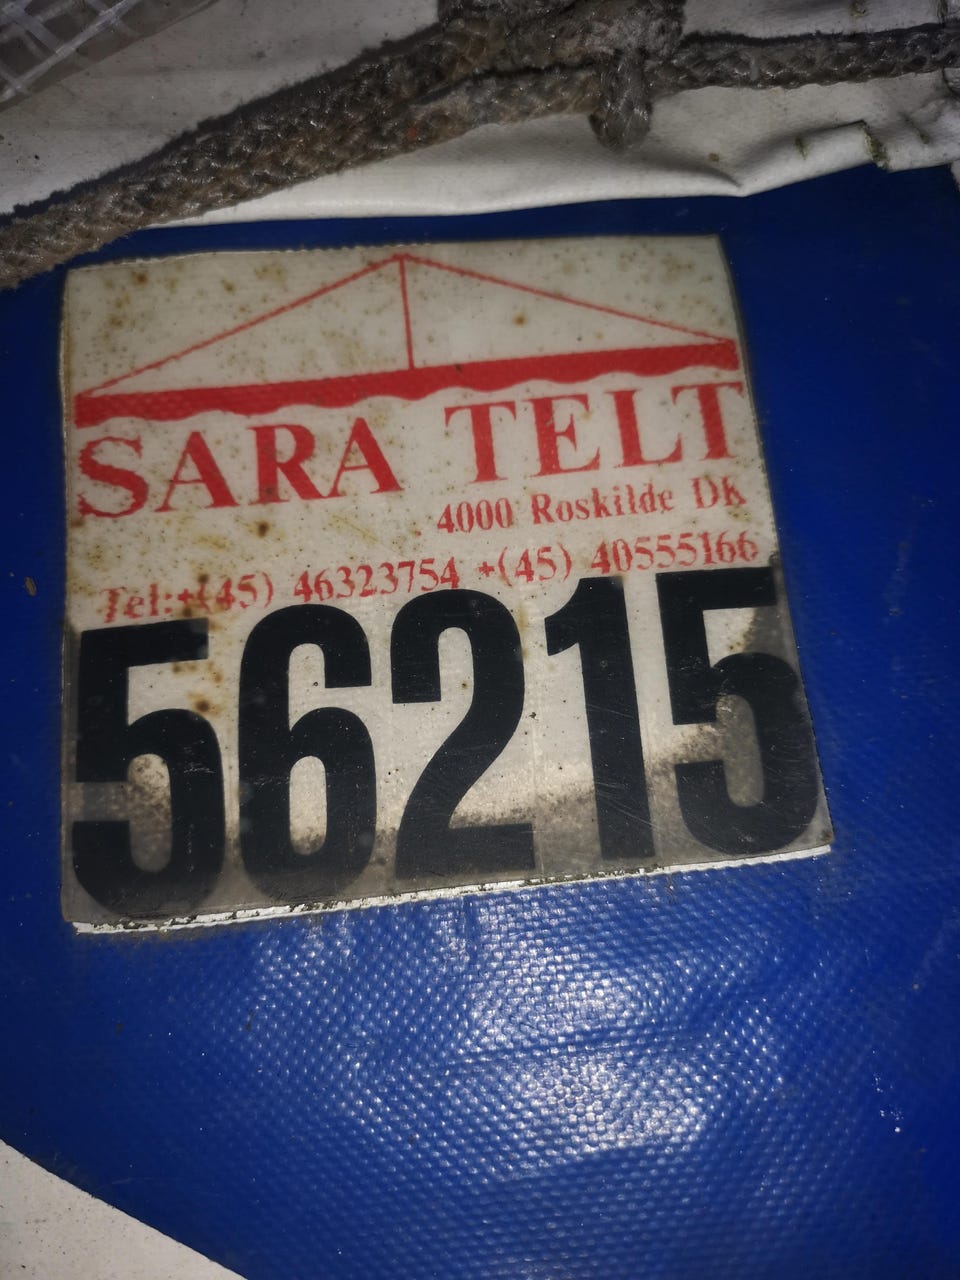 SARA TELT
4000 Roskilde DK
Tel:+(45) 46323754 +(45) 40555166
56215